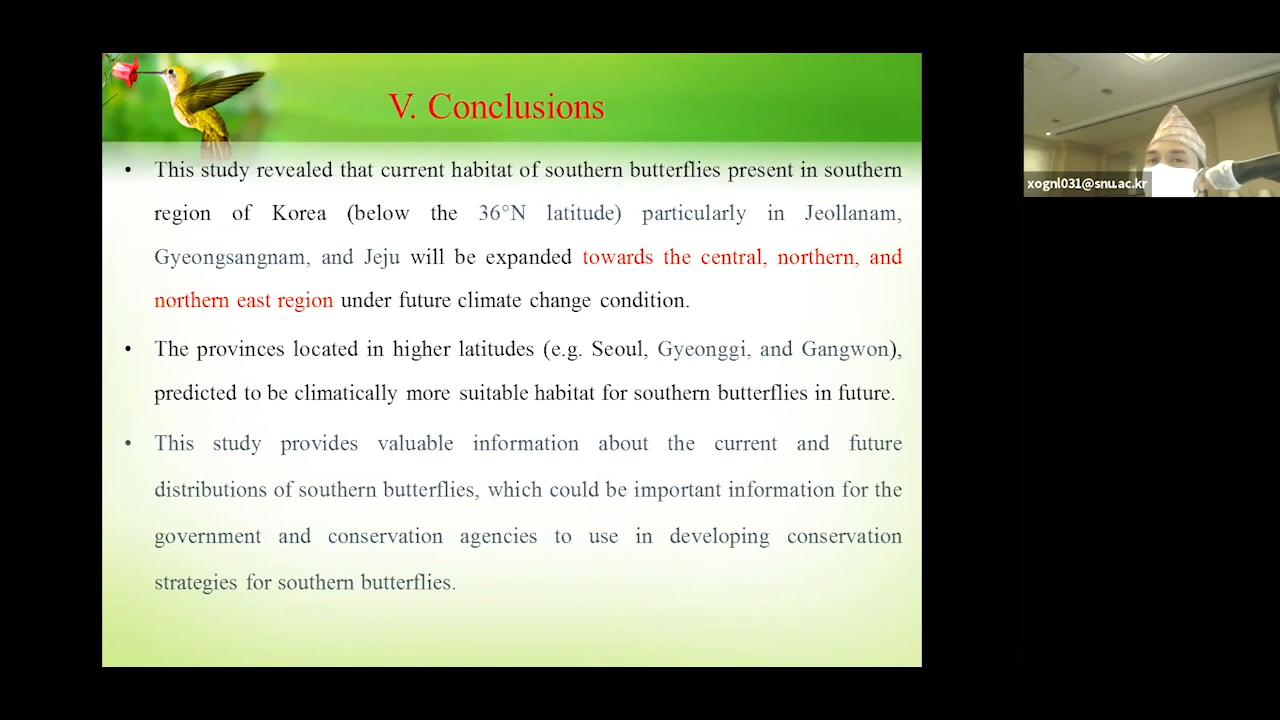 V. Conclusions
• This study revealed that current habitat of southern butterflies present in southern
region of Korea (below the 36°N latitude) particularly in Jeollanam,
Gyeongsangnam, and Jeju will be expanded towards the central, northern, and
northern east region under future climate change condition.
• The provinces located in higher latitudes (e.g. Seoul, Gyeonggi, and Gangwon),
predicted to be climatically more suitable habitat for southern butterflies in future.
• This study provides valuable information about the current and future
distributions of southern butterflies, which could be important information for the
government and conservation agencies to use in developing conservation
strategies for southern butterflies.
xognl031@snu.ac.kr